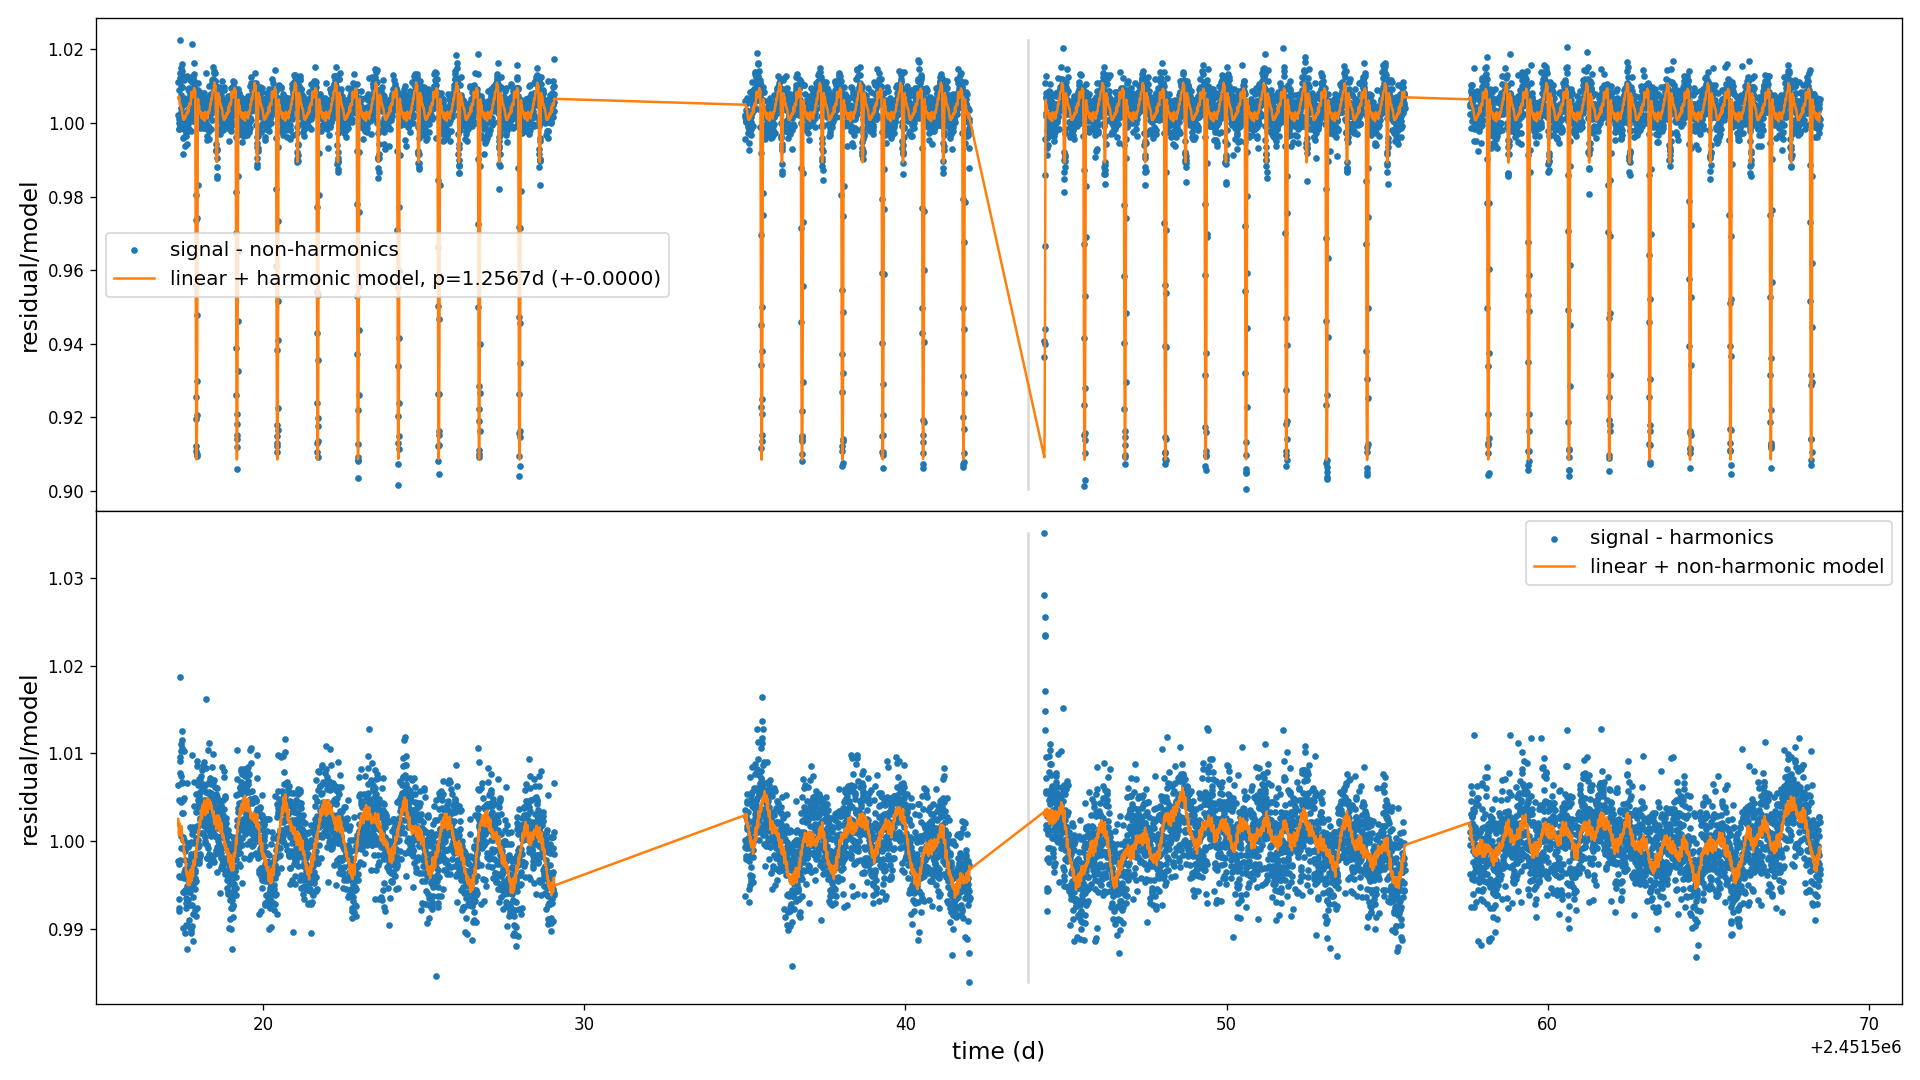 1.02
1.00
0.98
0.96
0.94
0.92
0.90
residual/model
signal - non-harmonics
linear + harmonic model, p=1.2567d (+-0.0000)
1.03
1.02
1.01
1.00
0.99
residual/model
signal - harmonics
linear + non-harmonic model
20
30
40
50
60
70
time (d)
+2.4515e6